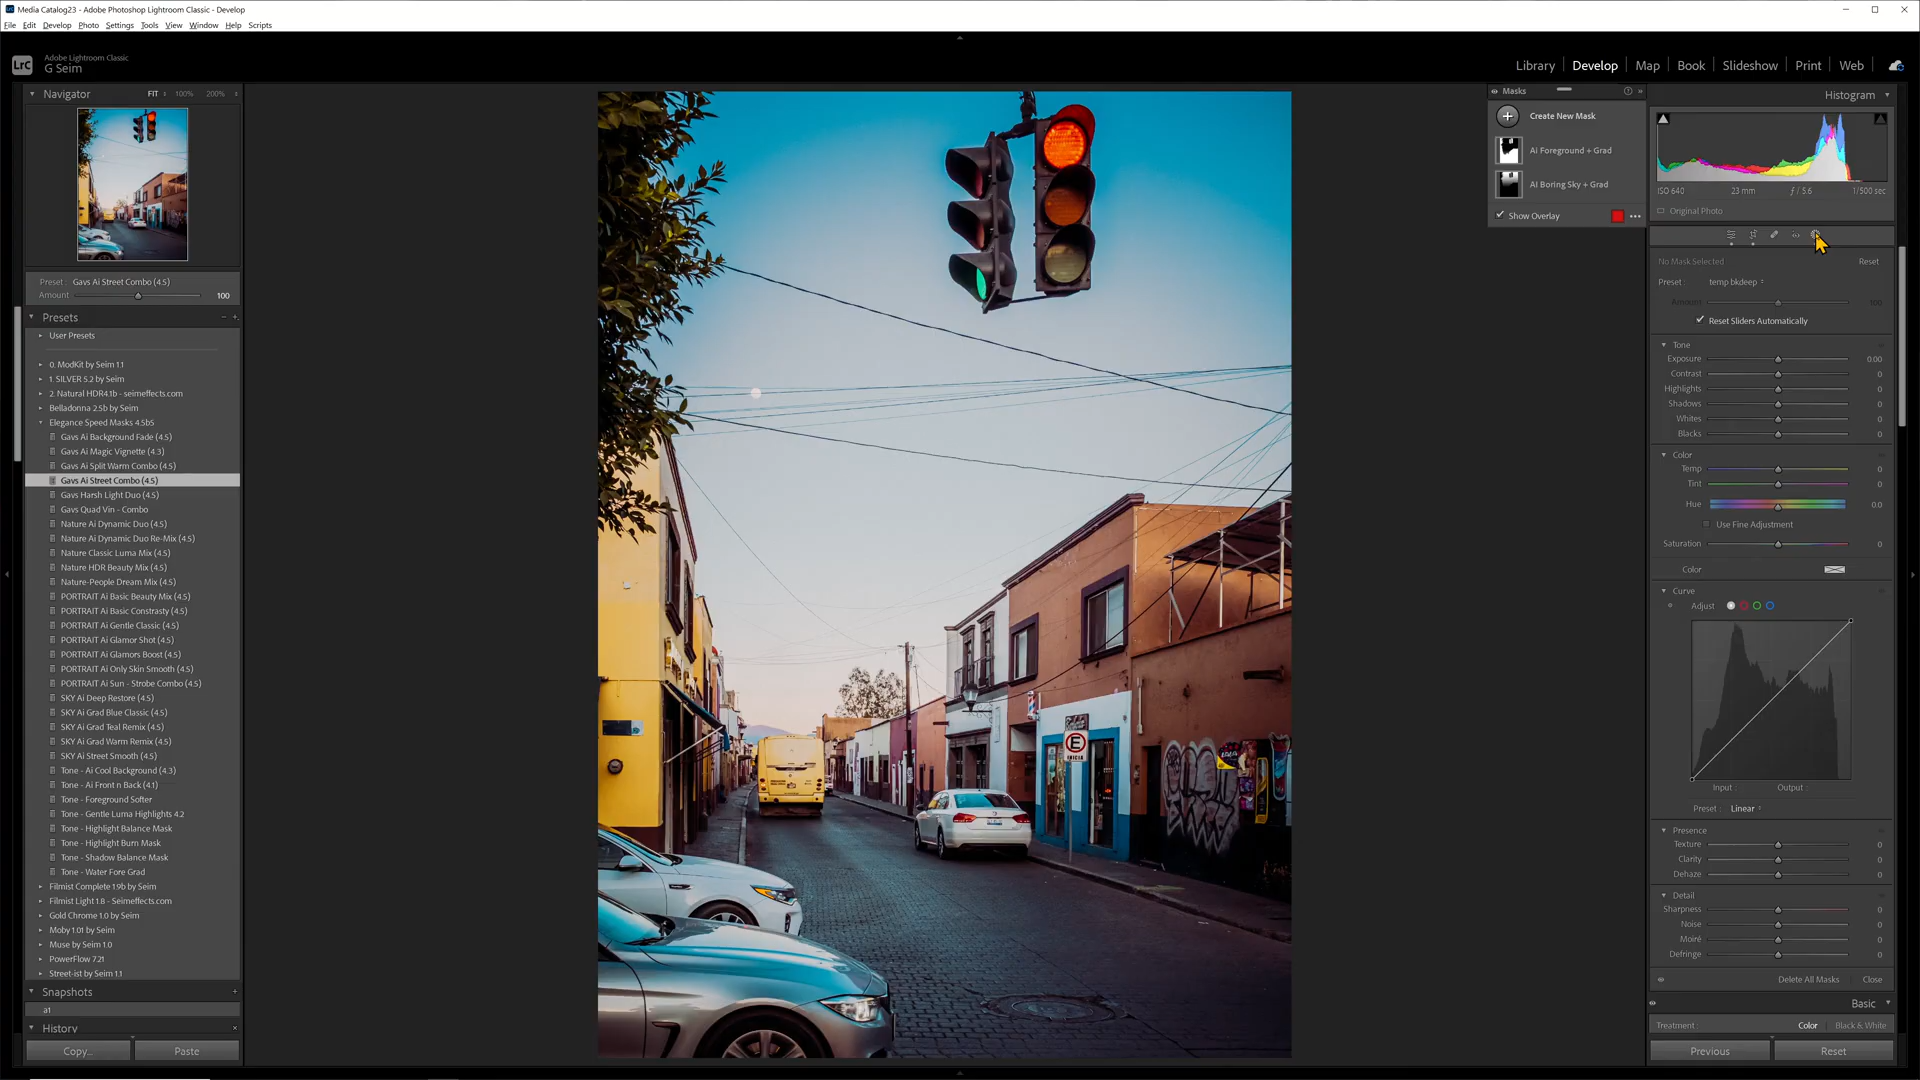 Media Catalog23 - Adobe Photoshop Lightroom Classic - Develop
File Edit Develop Photo Settings Tools View Window Help Scripts
LrC
Adobe Lightroom Classic
G Seim
Library | Develop | Map | Book | Slideshow | Print | Web
Navigator FIT 100% 200%
Preset : Gavs Ai Street Combo (4.5)
Amount 100
Presets
User Presets
0. ModKit by Seim 1.1
1. SILVER 5.2 by Seim
2. Natural HDR4.1b - seimeffects.com
Belladonna 2.5b by Seim
Elegance Speed Masks 4.5b5
Gavs Ai Background Fade (4.5)
Gavs Ai Magic Vignette (4.3)
Gavs Ai Split Warm Combo (4.5)
Gavs Ai Street Combo (4.5)
Gavs Harsh Light Duo (4.5)
Gavs Quad Vin - Combo
Nature Ai Dynamic Duo (4.5)
Nature Ai Dynamic Duo Re-Mix (4.5)
Nature Classic Luma Mix (4.5)
Nature HDR Beauty Mix (4.5)
Nature-People Dream Mix (4.5)
PORTRAIT Ai Basic Beauty Mix (4.5)
PORTRAIT Ai Basic Constrasty (4.5)
PORTRAIT Ai Gentle Classic (4.5)
PORTRAIT Ai Glamor Shot (4.5)
PORTRAIT Ai Glamors Boost (4.5)
PORTRAIT Ai Only Skin Smooth (4.5)
PORTRAIT Ai Sun - Strobe Combo (4.5)
SKY Ai Deep Restore (4.5)
SKY Ai Grad Blue Classic (4.5)
SKY Ai Grad Teal Remix (4.5)
SKY Ai Grad Warm Remix (4.5)
SKY Ai Street Smooth (4.5)
Tone - Ai Cool Background (4.3)
Tone - Ai Front n Back (4.1)
Tone - Foreground Softer
Tone - Gentle Luma Highlights 4.2
Tone - Highlight Balance Mask
Tone - Highlight Burn Mask
Tone - Shadow Balance Mask
Tone - Water Fore Grad
Filmist Complete 1.9b by Seim
Filmist Light 1.8 - Seimeffects.com
Gold Chrome 1.0 by Seim
Moby 1.01 by Seim
Muse by Seim 1.0
PowerFlow 7.21
Street-ist by Seim 1.1
Snapshots
a1
History
Copy... Paste
E
INICIA
Masks
Create New Mask
Ai Foreground + Grad
AI Boring Sky + Grad
Show Overlay
Histogram
ISO 640 23 mm ƒ / 5.6 1/500 sec
Original Photo
No Mask Selected Reset
Preset : temp bkdeep
Amount 100
Reset Sliders Automatically
Tone
Exposure 0.00
Contrast 0
Highlights 0
Shadows 0
Whites 0
Blacks 0
Color
Temp 0
Tint 0
Hue 0.0
Use Fine Adjustment
Saturation 0
Color
Curve
Adjust
Input : Output :
Preset : Linear
Presence
Texture 0
Clarity 0
Dehaze 0
Detail
Sharpness 0
Noise 0
Moiré 0
Defringe 0
Delete All Masks Close
Basic
Treatment : Color | Black & White
Previous Reset